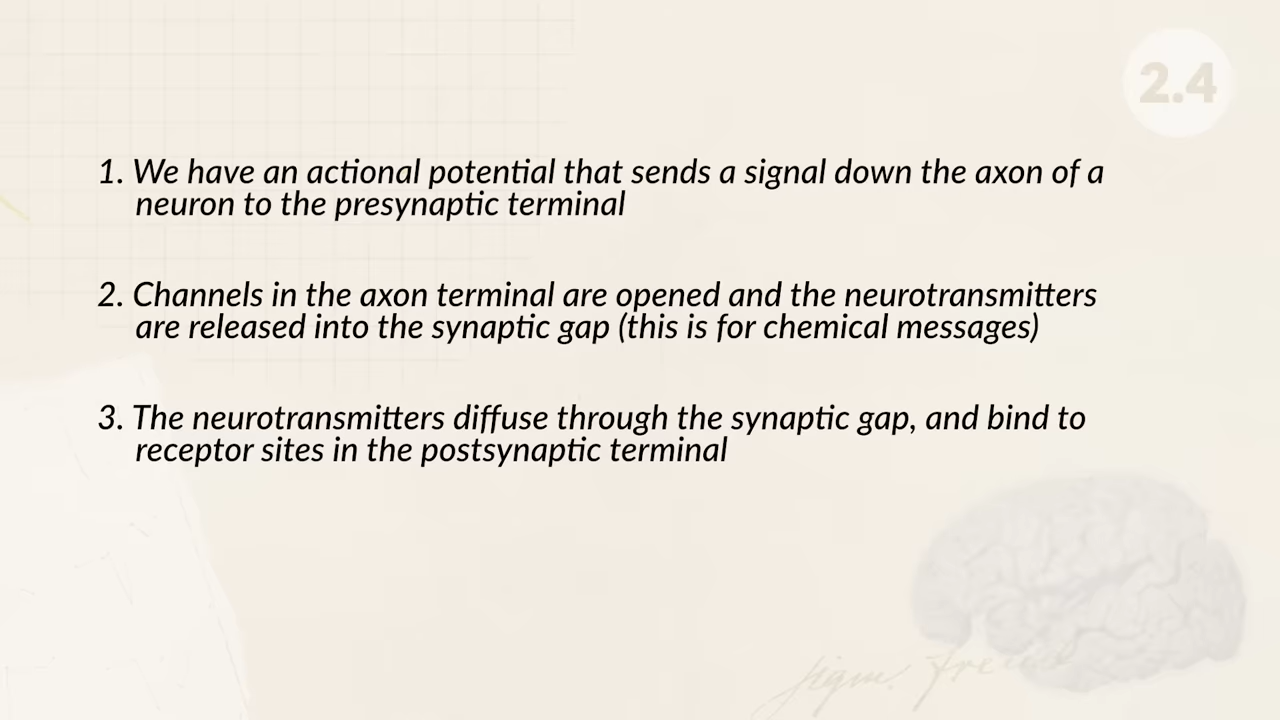 2.4
1. We have an actional potential that sends a signal down the axon of a
neuron to the presynaptic terminal
2. Channels in the axon terminal are opened and the neurotransmitters
are released into the synaptic gap (this is for chemical messages)
3. The neurotransmitters diffuse through the synaptic gap, and bind to
receptor sites in the postsynaptic terminal
sigm. freud